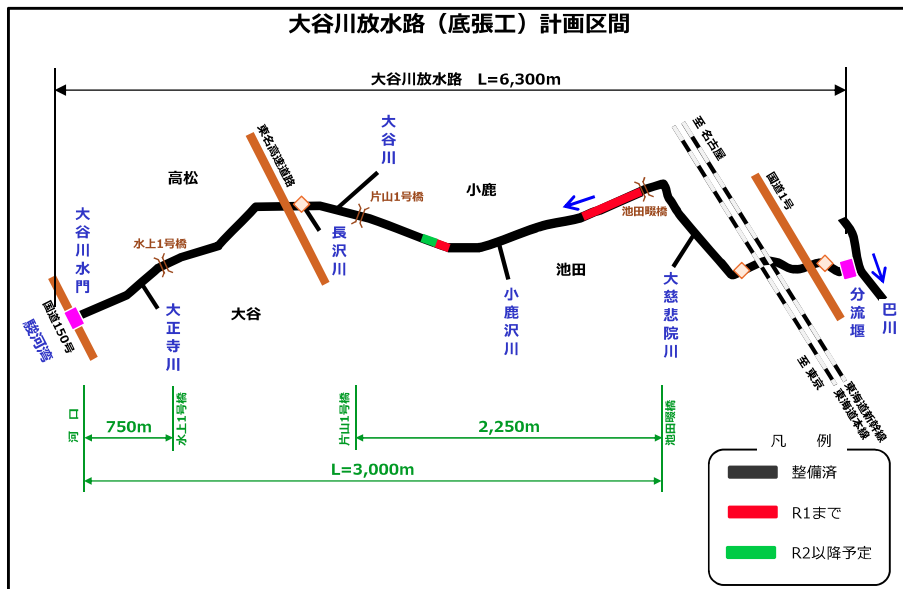 大谷川放水路（底張工）計画区間
大谷川放水路　L=6,300m
至 名古屋
東名高速道路
大谷川
国道1号
高松
小鹿
片山1号橋
池田畷橋
大谷川水門
水上1号橋
長沢川
池田
大慈悲院川
小鹿沢川
分流堰
巴川
国道150号
駿河湾
大正寺川
大谷
至 東京
東海道新幹線
東海道本線
河口
750m
水上1号橋
片山1号橋
2,250m
池田畷橋
L=3,000m
凡　例
整備済
R1まで
R2以降予定